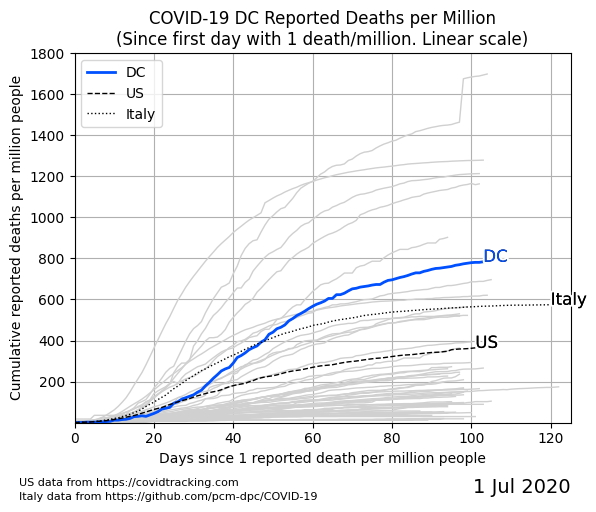 COVID-19 DC Reported Deaths per Million
(Since first day with 1 death/million. Linear scale)
Cumulative reported deaths per million people
1800
1600
1400
1200
1000
800
600
400
200
DC
US
Italy
DC
Italy
US
0 20 40 60 80 100 120
Days since 1 reported death per million people
US data from https://covidtracking.com
Italy data from https://github.com/pcm-dpc/COVID-19
1 Jul 2020